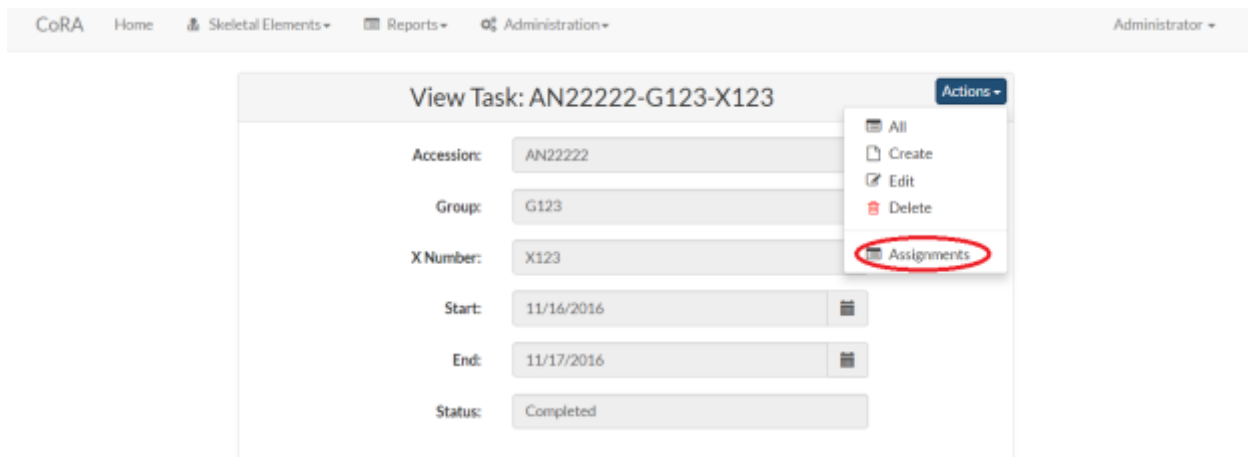 CoRA Home Skeletal Elements Reports Administration Administrator
View Task: AN22222-G123-X123 Actions
All
Accession: AN22222
Create
Edit
Group: G123
Delete
X Number: X123
Assignments
Start: 11/16/2016
End: 11/17/2016
Status: Completed